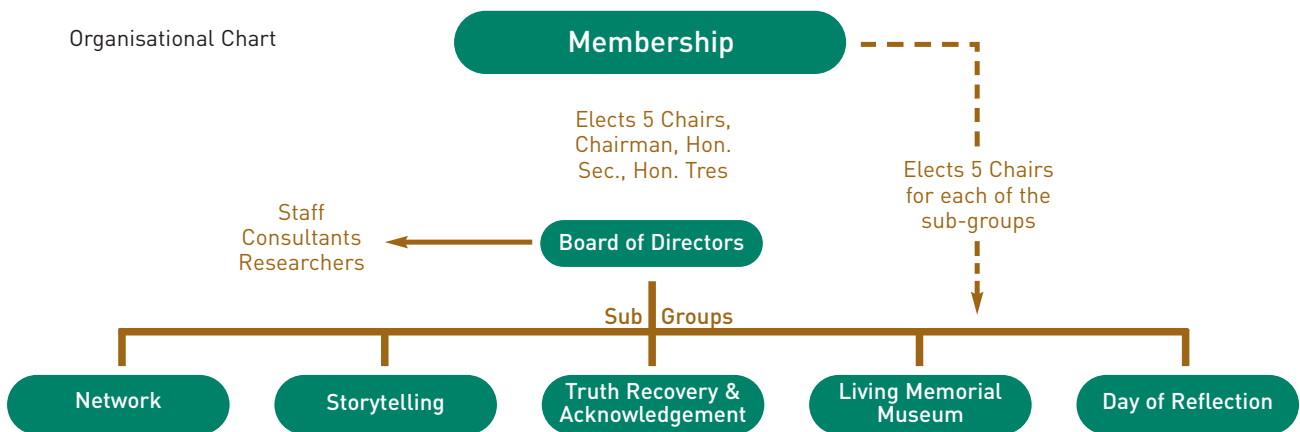 Organisational Chart
Membership
Elects 5 Chairs,
Chairman, Hon.
Sec., Hon. Tres
Elects 5 Chairs
for each of the
sub-groups
Staff
Consultants
Researchers
Board of Directors
Sub Groups
Network
Storytelling
Truth Recovery &
Acknowledgement
Living Memorial
Museum
Day of Reflection